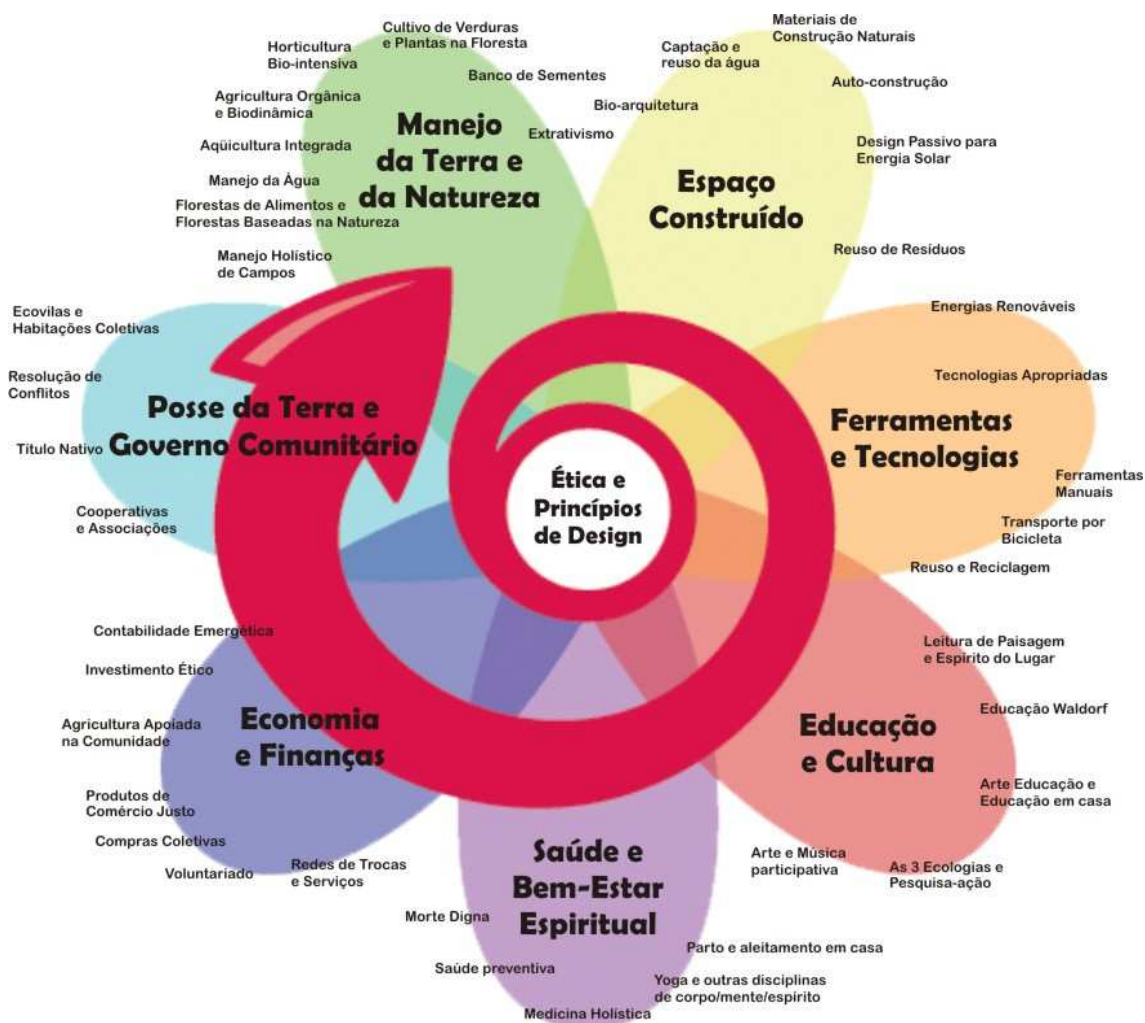 Cultivo de Verduras
e Plantas na Floresta
Horticultura
Bio-intensiva
Banco de Sementes
Agricultura Orgânica
e Biodinâmica
Extrativismo
Aqüicultura Integrada
Manejo da Água
Florestas de Alimentos e
Florestas Baseadas na Natureza
Manejo Holístico
de Campos
Manejo
da Terra e
da Natureza
Materiais de
Construção Naturais
Captação e
reuso da água
Auto-construção
Bio-arquitetura
Design Passivo para
Energia Solar
Reuso de Resíduos
Espaço
Construído
Energias Renováveis
Tecnologias Apropriadas
Ferramentas
e Tecnologias
Ferramentas
Manuais
Transporte por
Bicicleta
Reuso e Reciclagem
Leitura de Paisagem
e Espírito do Lugar
Educação Waldorf
Educação
e Cultura
Arte Educação e
Educação em casa
As 3 Ecologias e
Pesquisa-ação
Arte e Música
participativa
Saúde e
Bem-Estar
Espiritual
Parto e aleitamento em casa
Yoga e outras disciplinas
de corpo/mente/espírito
Medicina Holística
Saúde preventiva
Morte Digna
Contabilidade Emergética
Investimento Ético
Agricultura Apoiada
na Comunidade
Economia
e Finanças
Produtos de
Comércio Justo
Compras Coletivas
Voluntariado
Redes de Trocas
e Serviços
Ecovilas e
Habitações Coletivas
Resolução de
Conflitos
Posse da Terra e
Governo Comunitário
Título Nativo
Cooperativas
e Associações
Ética e
Princípios
de Design